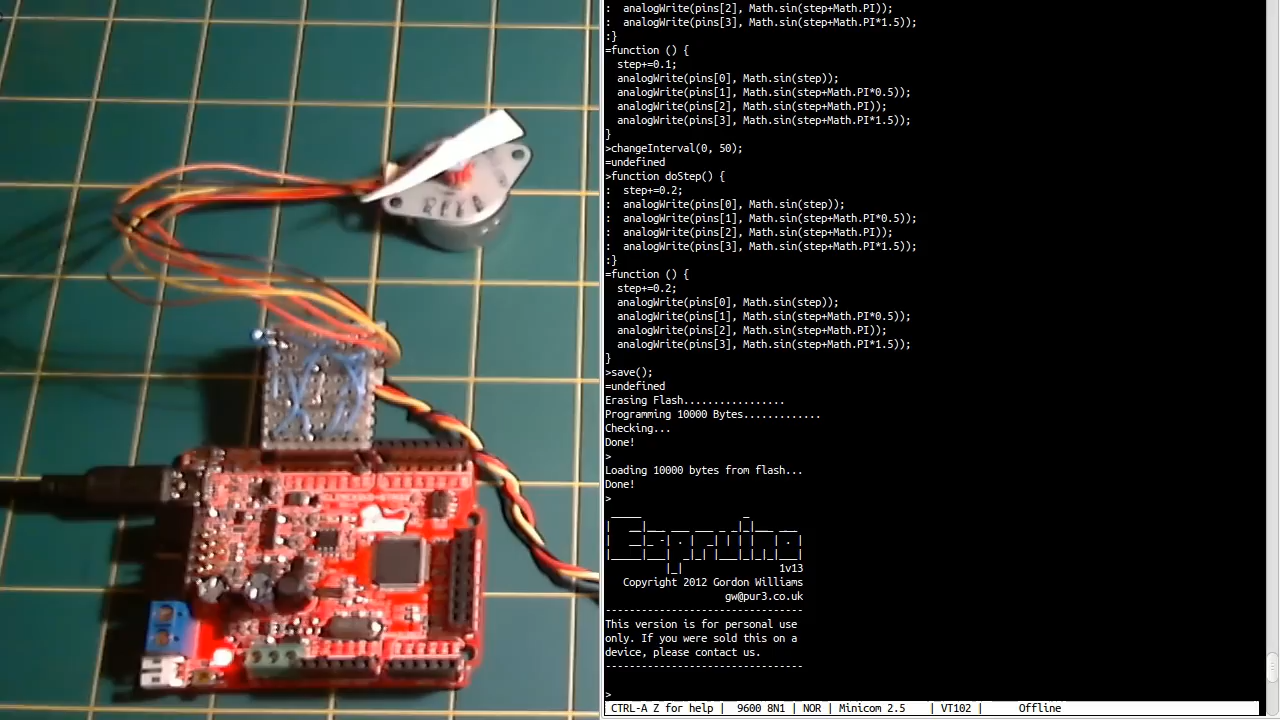 :  analogWrite(pins[2], Math.sin(step+Math.PI));
:  analogWrite(pins[3], Math.sin(step+Math.PI*1.5));
:}
=function () {
  step+=0.1;
  analogWrite(pins[0], Math.sin(step));
  analogWrite(pins[1], Math.sin(step+Math.PI*0.5));
  analogWrite(pins[2], Math.sin(step+Math.PI));
  analogWrite(pins[3], Math.sin(step+Math.PI*1.5));
}
>changeInterval(0, 50);
=undefined
>function doStep() {
:  step+=0.2;
:  analogWrite(pins[0], Math.sin(step));
:  analogWrite(pins[1], Math.sin(step+Math.PI*0.5));
:  analogWrite(pins[2], Math.sin(step+Math.PI));
:  analogWrite(pins[3], Math.sin(step+Math.PI*1.5));
:}
=function () {
  step+=0.2;
  analogWrite(pins[0], Math.sin(step));
  analogWrite(pins[1], Math.sin(step+Math.PI*0.5));
  analogWrite(pins[2], Math.sin(step+Math.PI));
  analogWrite(pins[3], Math.sin(step+Math.PI*1.5));
}
>save();
=undefined
Erasing Flash.................
Programming 10000 Bytes.............
Checking...
Done!
>
Loading 10000 bytes from flash...
Done!
>
Espruino
1v13
Copyright 2012 Gordon Williams
gw@pur3.co.uk
-------------------------------
This version is for personal use
only. If you were sold this on a
device, please contact us.
-------------------------------
>
CTRL-A Z for help |  9600 8N1 | NOR | Minicom 2.5    | VT102 |      Offline